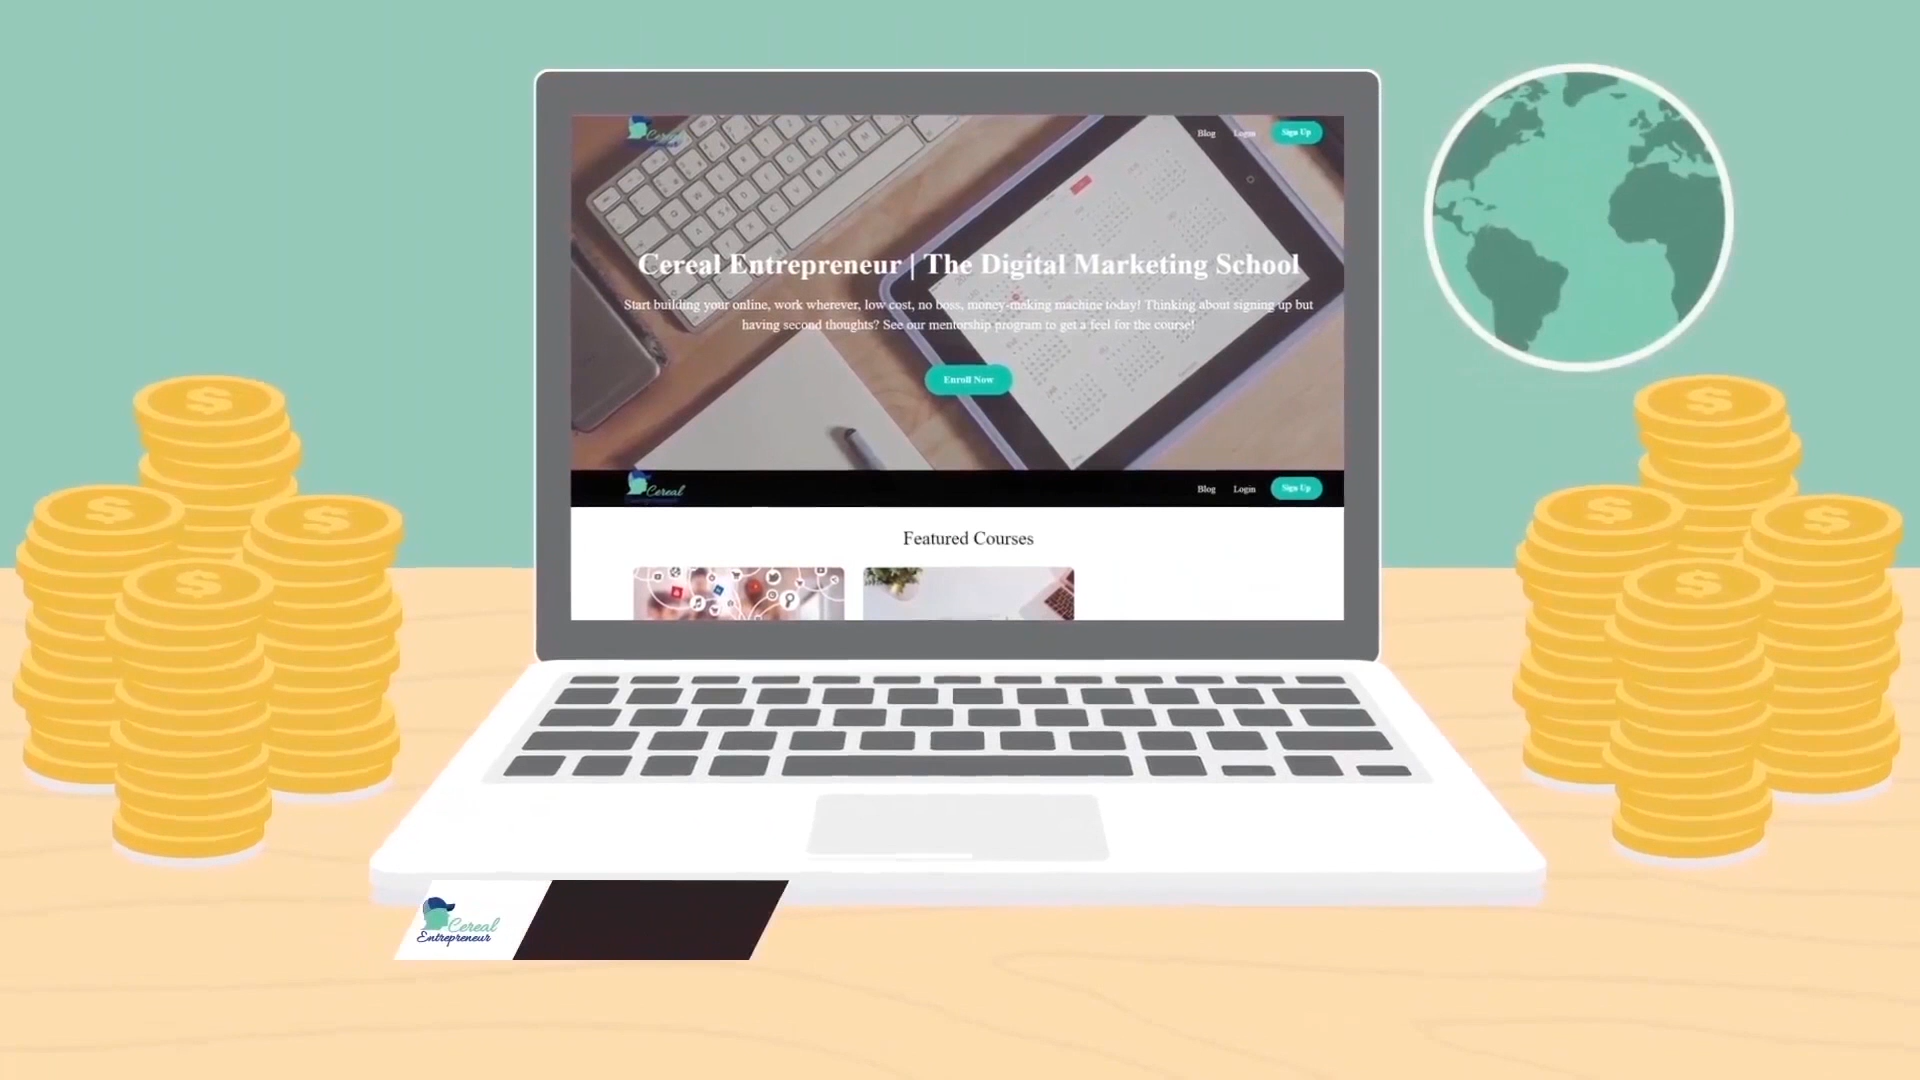 Cereal
Blog Login Sign Up
Cereal Entrepreneur | The Digital Marketing School
Start building your online, work wherever, low cost, no boss, money-making machine today! Thinking about signing up but
having second thoughts? See our mentorship program to get a feel for the course!
Enroll Now
Cereal
Blog Login Sign Up
Featured Courses
Cereal
Entrepreneur